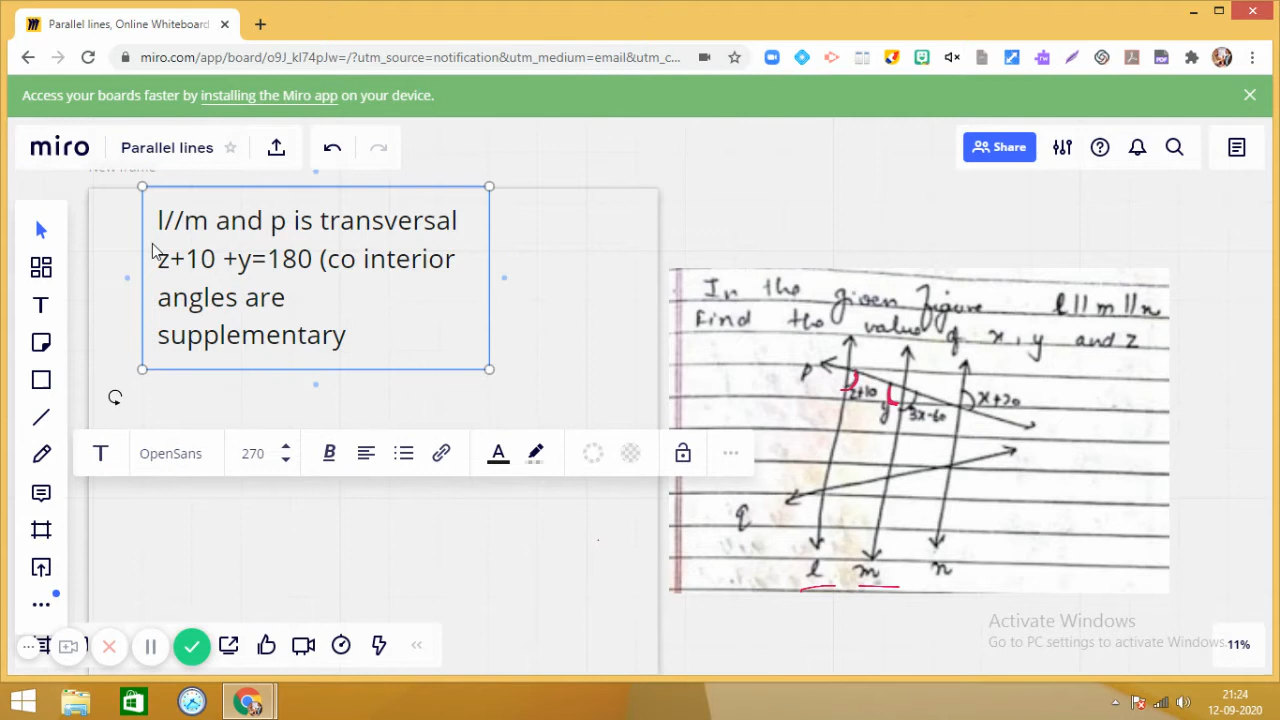 Parallel lines, Online Whiteboard
miro.com/app/board/o9J_kl74pJw=/?utm_source=notification&utm_medium=email&utm_c...
Access your boards faster by installing the Miro app on your device.
miro
Parallel lines
Share
New frame
l//m and p is transversal
z+10 +y=180 (co interior
angles are
supplementary
T
OpenSans
270
B
A
In the given figure l || m || n
Find the value of x, y and z
p
z+10
y
3x-60
x+20
q
l
m
n
Activate Windows
Go to PC settings to activate Windows.
11%
21:24
12-09-2020